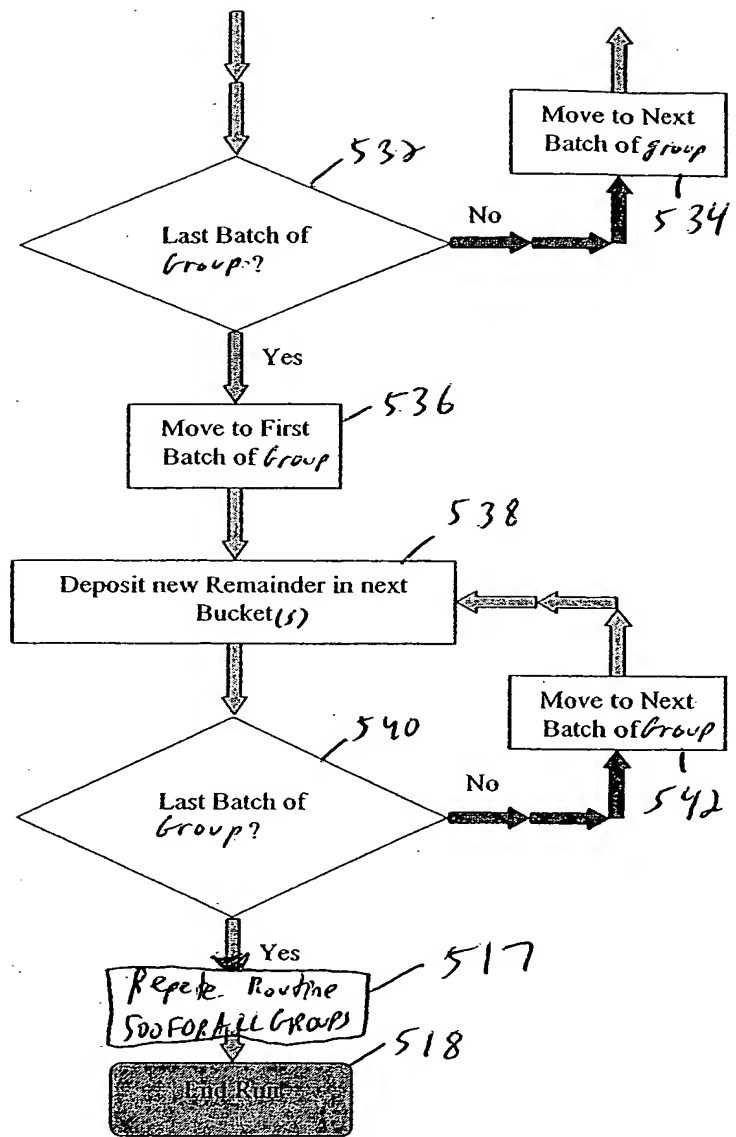 532
Move to Next
Batch of group
534
Last Batch of
Group?
No
Yes
536
Move to First
Batch of Group
538
Deposit new Remainder in next
Bucket(s)
Move to Next
Batch of Group
542
540
Last Batch of
Group?
No
Yes
517
Repete Routine
500 FOR ALL GROUPS
518
End Run